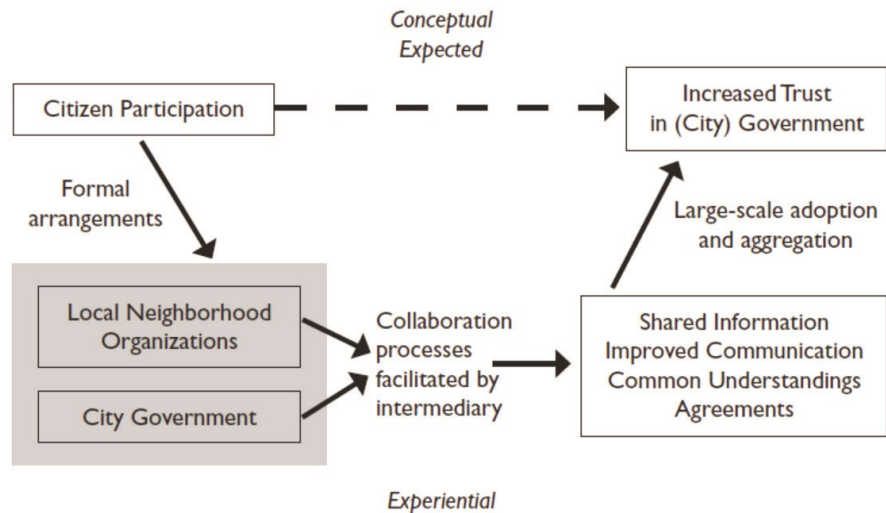 Conceptual
Expected
Citizen Participation
Increased Trust
in (City) Government
Formal
arrangements
Large-scale adoption
and aggregation
Local Neighborhood
Organizations
City Government
Collaboration
processes
facilitated by
intermediary
Shared Information
Improved Communication
Common Understandings
Agreements
Experiential